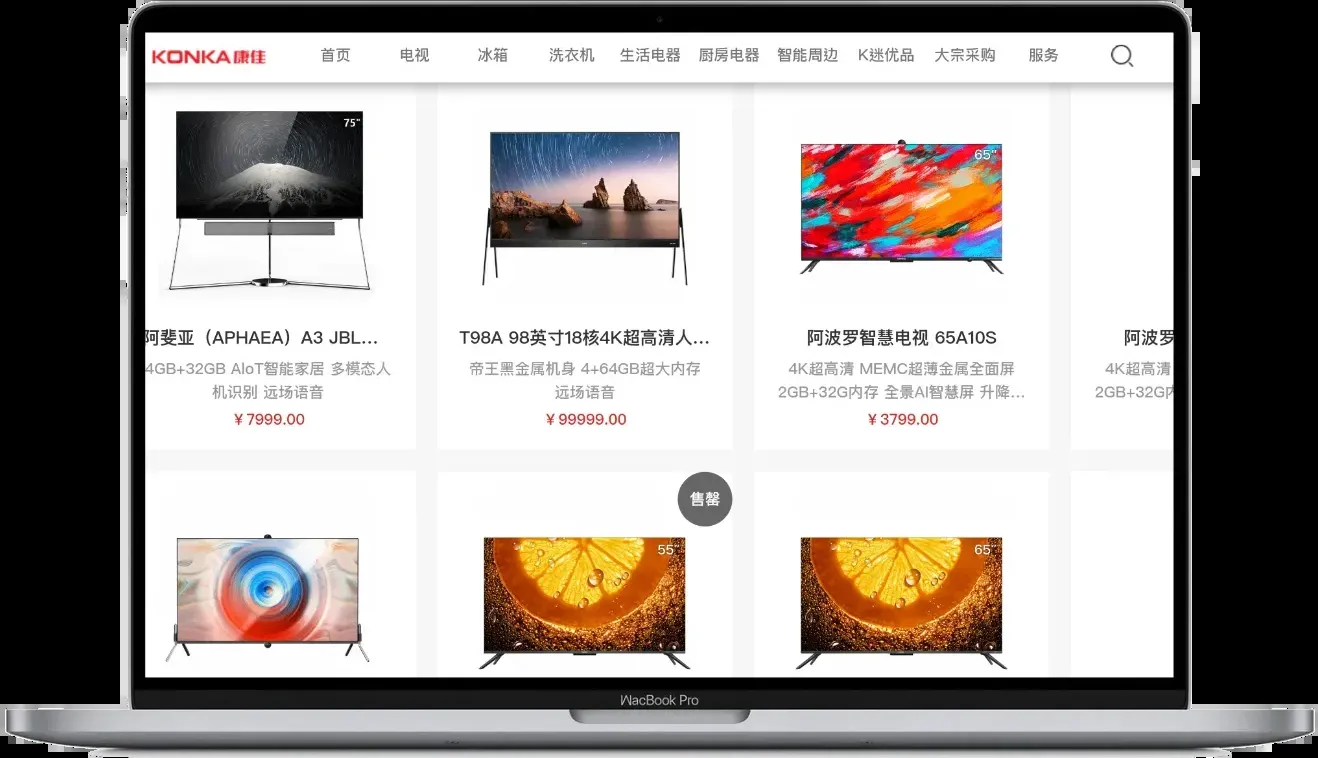 KONKA康佳
首页
电视
冰箱
洗衣机
生活电器
厨房电器
智能周边
K迷优品
大宗采购
服务
75"
65"
阿斐亚（APHAEA）A3 JBL...
4GB+32GB AIoT智能家居 多模态人
机识别 远场语音
￥7999.00
T98A 98英寸18核4K超高清人...
帝王黑金属机身 4+64GB超大内存
远场语音
￥99999.00
阿波罗智慧电视 65A10S
4K超高清 MEMC超薄金属全面屏
2GB+32G内存 全景AI智慧屏 升降...
￥3799.00
阿波罗
4K超高清
2GB+32G内
售罄
55"
65"
MacBook Pro